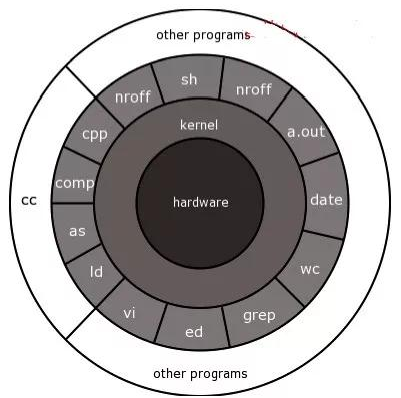 other programs
sh
nroff
nroff
kernel
cpp
a.out
comp
cc
hardware
date
as
ld
wc
vi
grep
ed
other programs